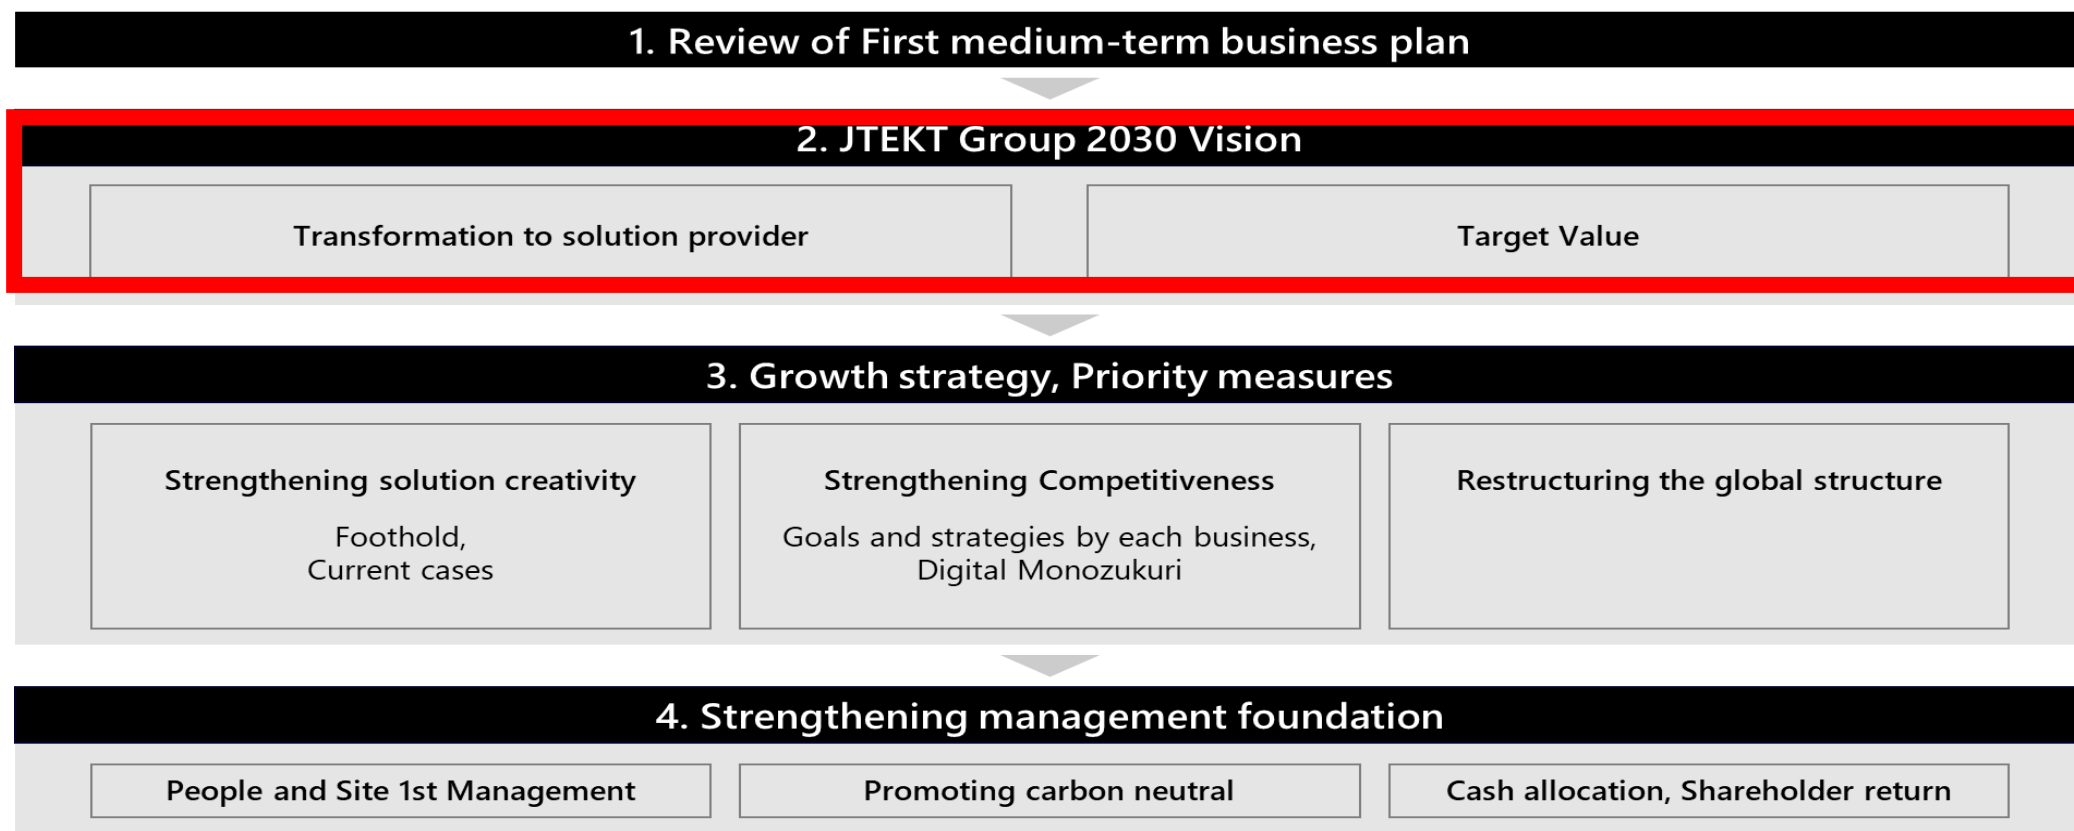 1. Review of First medium-term business plan
2. JTEKT Group 2030 Vision
Transformation to solution provider
Target Value
3. Growth strategy, Priority measures
Strengthening solution creativity
Foothold,
Current cases
Strengthening Competitiveness
Goals and strategies by each business,
Digital Monozukuri
Restructuring the global structure
4. Strengthening management foundation
People and Site 1st Management
Promoting carbon neutral
Cash allocation, Shareholder return